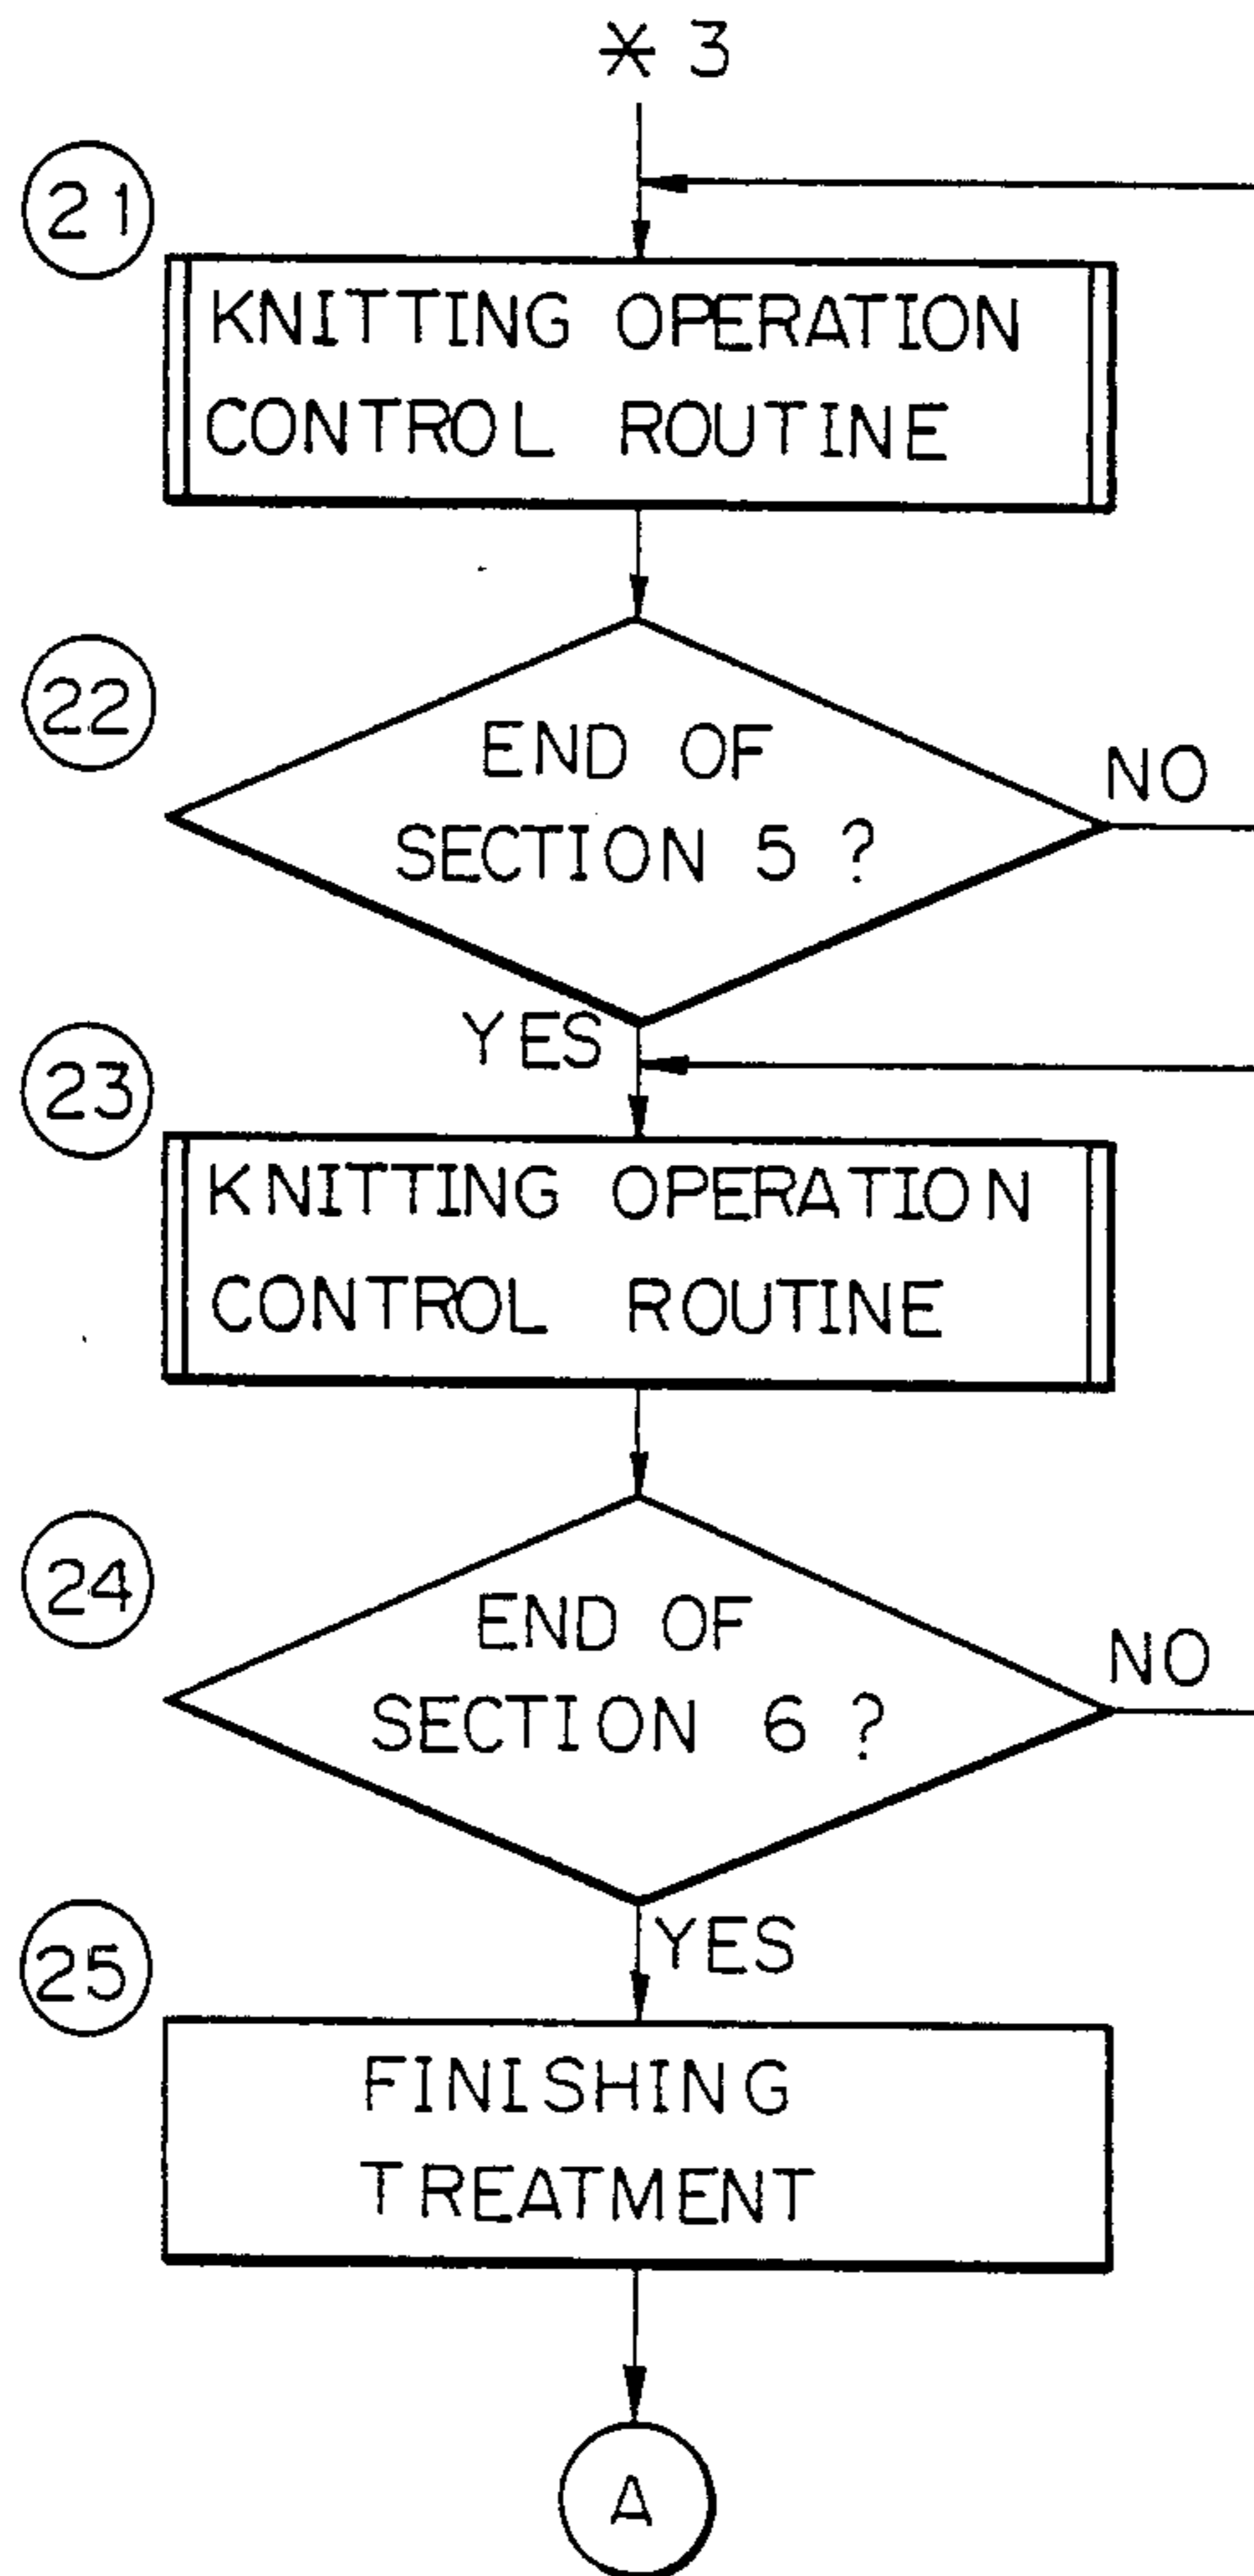 * 3
21
KNITTING OPERATION
CONTROL ROUTINE
22
END OF
SECTION 5 ?
NO
YES
23
KNITTING OPERATION
CONTROL ROUTINE
24
END OF
SECTION 6 ?
NO
YES
25
FINISHING
TREATMENT
A